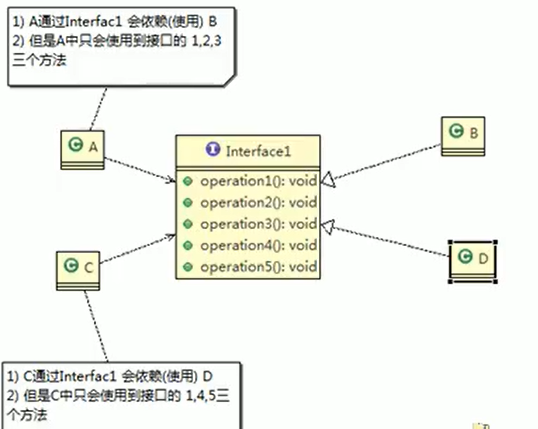 1) A通过Interfac1 会依赖(使用) B
2) 但是A中只会使用到接口的 1,2,3
三个方法
A
Interface1
B
operation1(): void
operation2(): void
operation3(): void
operation4(): void
operation5(): void
C
D
1) C通过Interfac1 会依赖(使用) D
2) 但是C中只会使用到接口的 1,4,5三
个方法